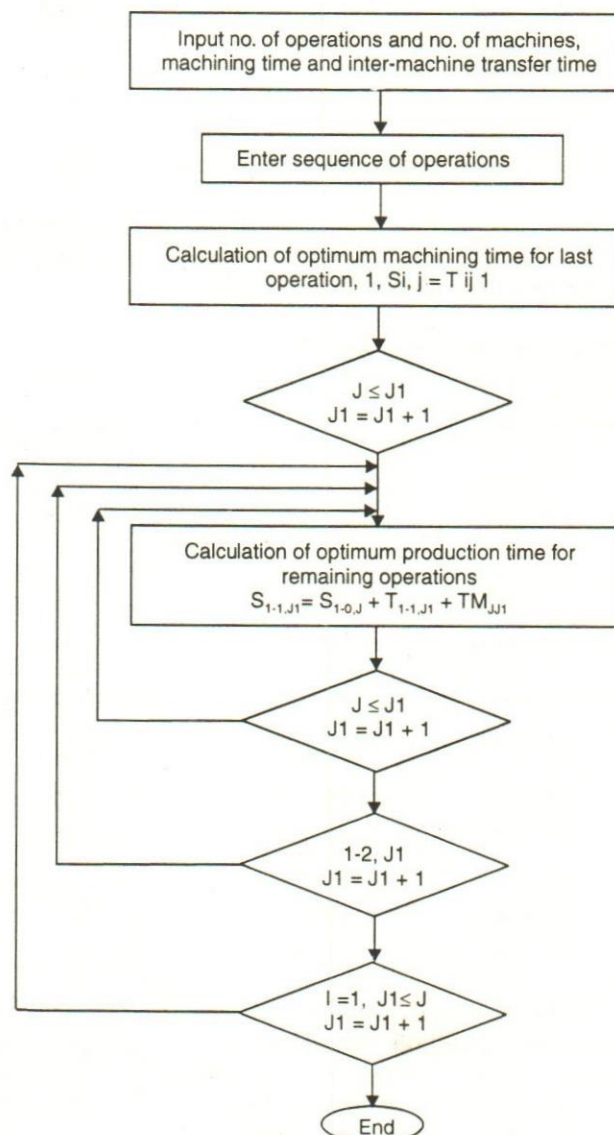 Input no. of operations and no. of machines,
machining time and inter-machine transfer time
Enter sequence of operations
Calculation of optimum machining time for last
operation, 1, Si, j = T ij 1
J ≤ J1
J1 = J1 + 1
Calculation of optimum production time for
remaining operations
S₁₋₁,J₁= S₁₋₀,J + T₁₋₁,J₁ + TM_JJ1
J ≤ J1
J1 = J1 + 1
1-2, J1
J1 = J1 + 1
I =1, J1≤ J
J1 = J1 + 1
End